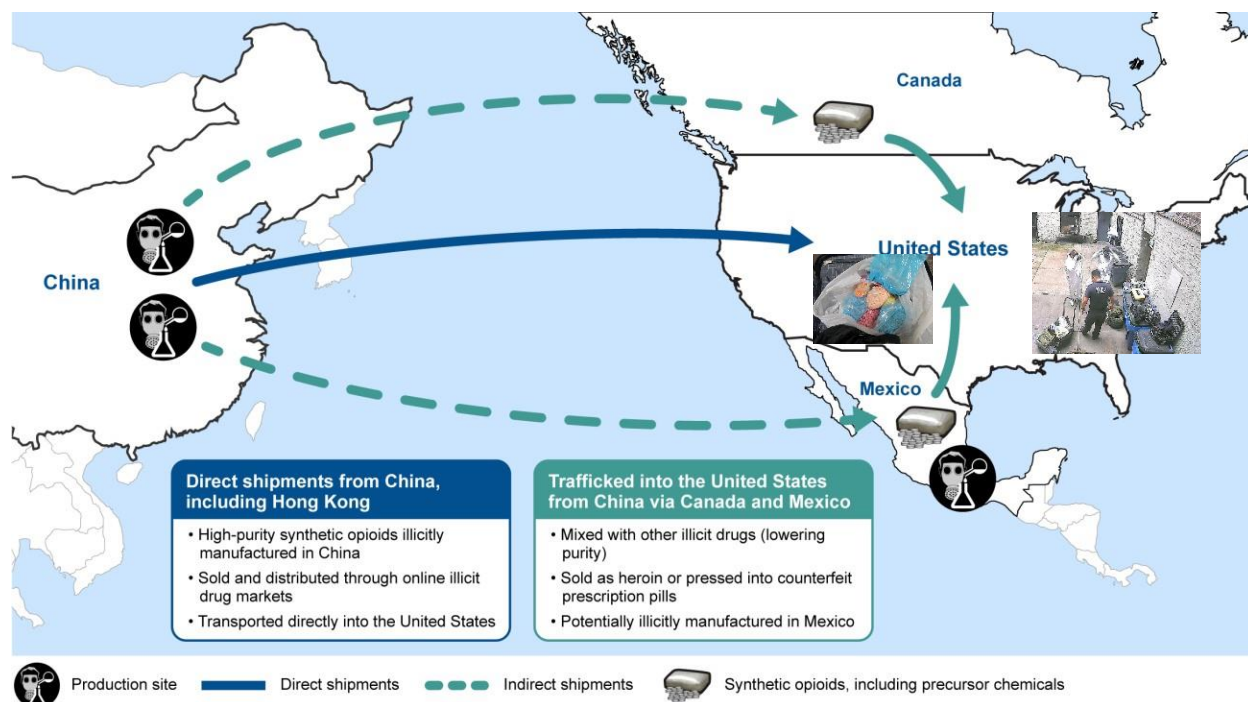 Canada
United States
China
Mexico
Direct shipments from China,
including Hong Kong
• High-purity synthetic opioids illicitly
manufactured in China
• Sold and distributed through online illicit
drug markets
• Transported directly into the United States
Trafficked into the United States
from China via Canada and Mexico
• Mixed with other illicit drugs (lowering
purity)
• Sold as heroin or pressed into counterfeit
prescription pills
• Potentially illicitly manufactured in Mexico
Production site
Direct shipments
Indirect shipments
Synthetic opioids, including precursor chemicals